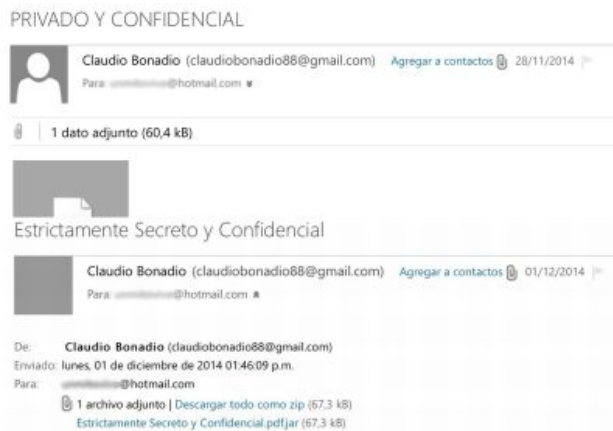 PRIVADO Y CONFIDENCIAL
Claudio Bonadio (claudiobonadio88@gmail.com) Agregar a contactos 28/11/2014
Para: @hotmail.com
1 dato adjunto (60,4 kB)
Estrictamente Secreto y Confidencial
Claudio Bonadio (claudiobonadio88@gmail.com) Agregar a contactos 01/12/2014
Para: @hotmail.com
De: Claudio Bonadio (claudiobonadio88@gmail.com)
Enviado: lunes, 01 de diciembre de 2014 01:46:09 p.m.
Para: @hotmail.com
1 archivo adjunto | Descargar todo como zip (67,3 kB)
Estrictamente Secreto y Confidencial.pdf.jar (67,3 kB)